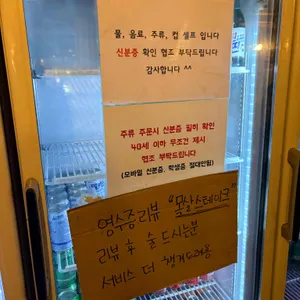 물, 음료, 주류, 컵 셀프 입니다
신분증 확인 협조 부탁드립니다
감사합니다 ^^
주류 주문시 신분증 필히 확인
40세 이하 무조건 제시
협조 부탁드립니다
(모바일 신분증, 학생증 절대안됨)
영수증리뷰 "목살스테이크"
리뷰 후 술 드시는분
서비스 더 챙겨드려용